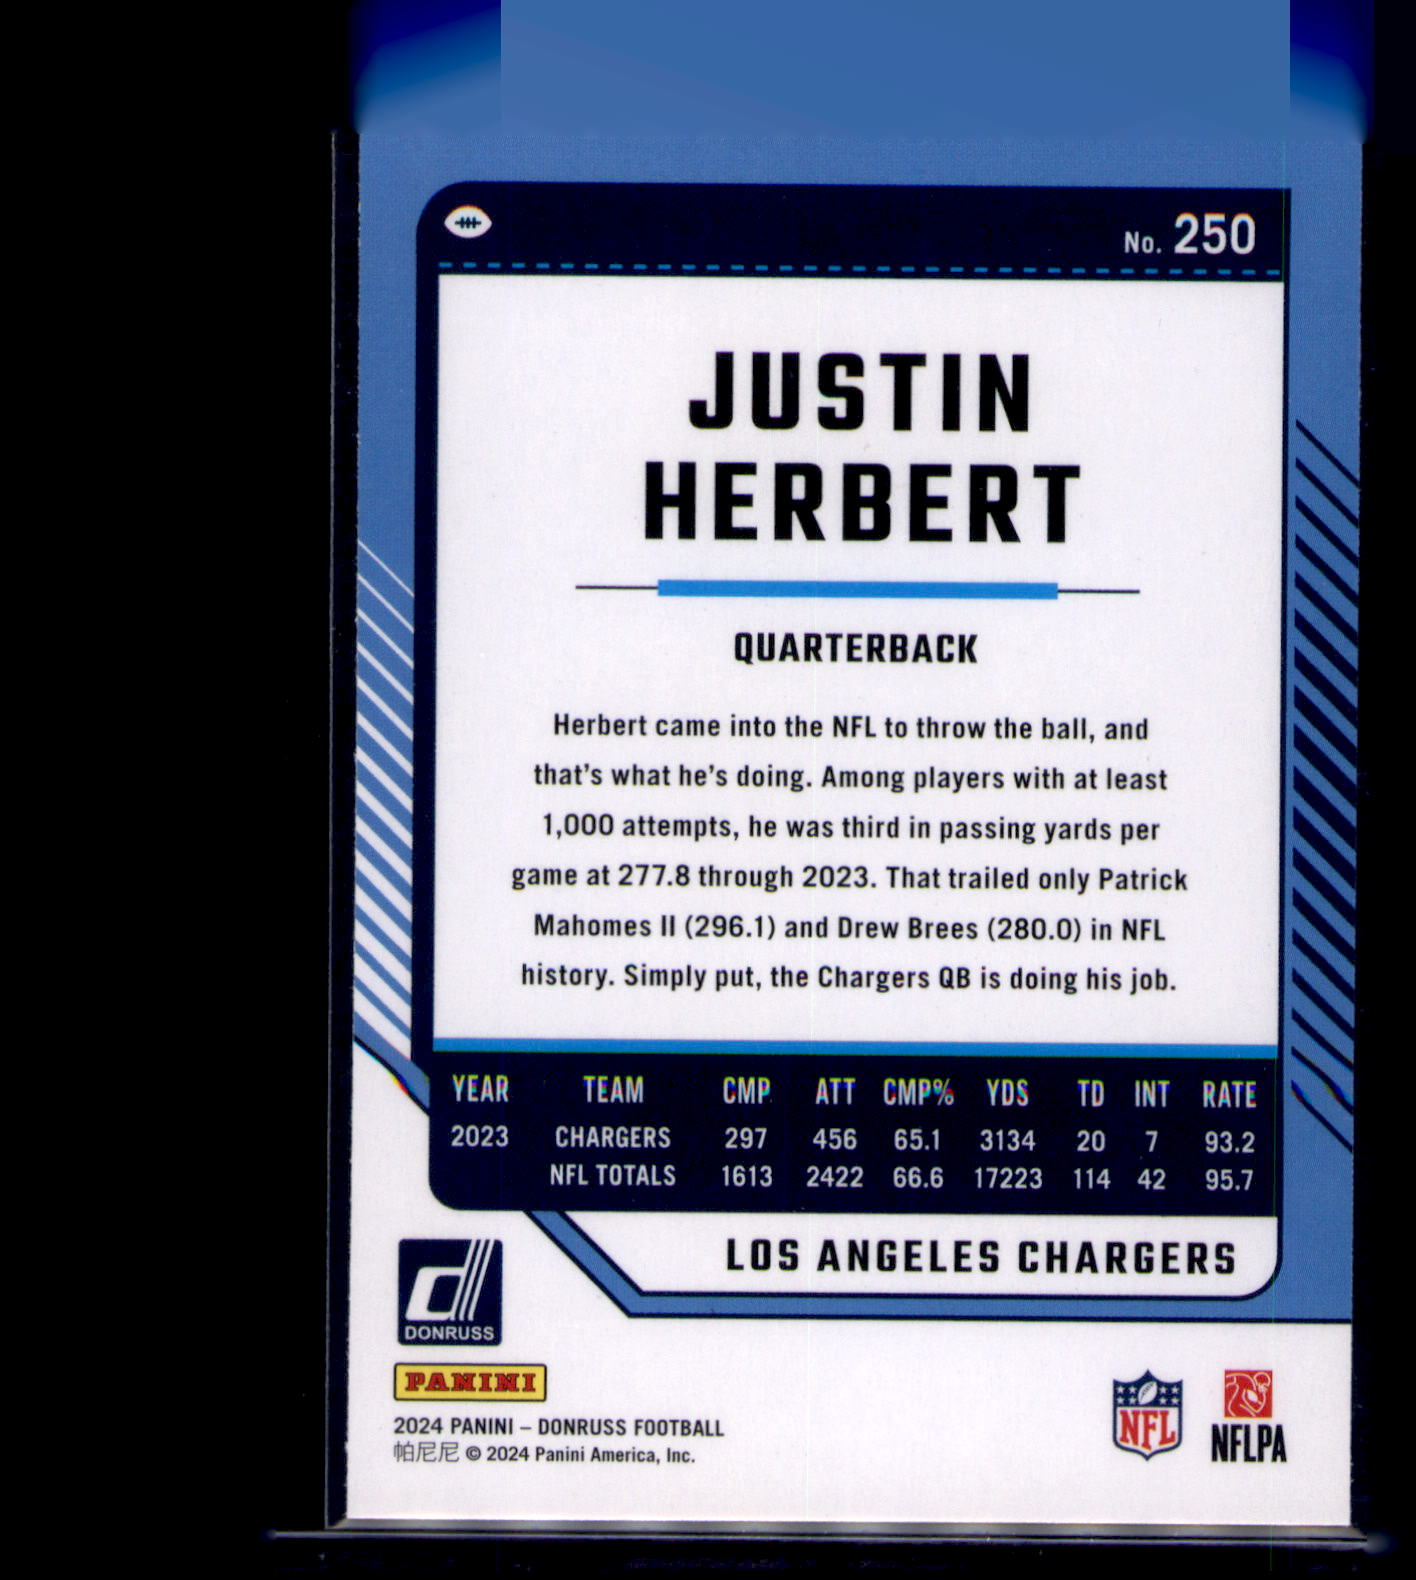 No. 250
JUSTIN
HERBERT
QUARTERBACK
Herbert came into the NFL to throw the ball, and
that's what he's doing. Among players with at least
1,000 attempts, he was third in passing yards per
game at 277.8 through 2023. That trailed only Patrick
Mahomes II (296.1) and Drew Brees (280.0) in NFL
history. Simply put, the Chargers QB is doing his job.
YEAR TEAM CMP ATT CMP% YDS TD INT RATE
2023 CHARGERS 297 456 65.1 3134 20 7 93.2
NFL TOTALS 1613 2422 66.6 17223 114 42 95.7
LOS ANGELES CHARGERS
DONRUSS
PANINI
2024 PANINI – DONRUSS FOOTBALL
帕尼尼 © 2024 Panini America, Inc.
NFL
NFLPA